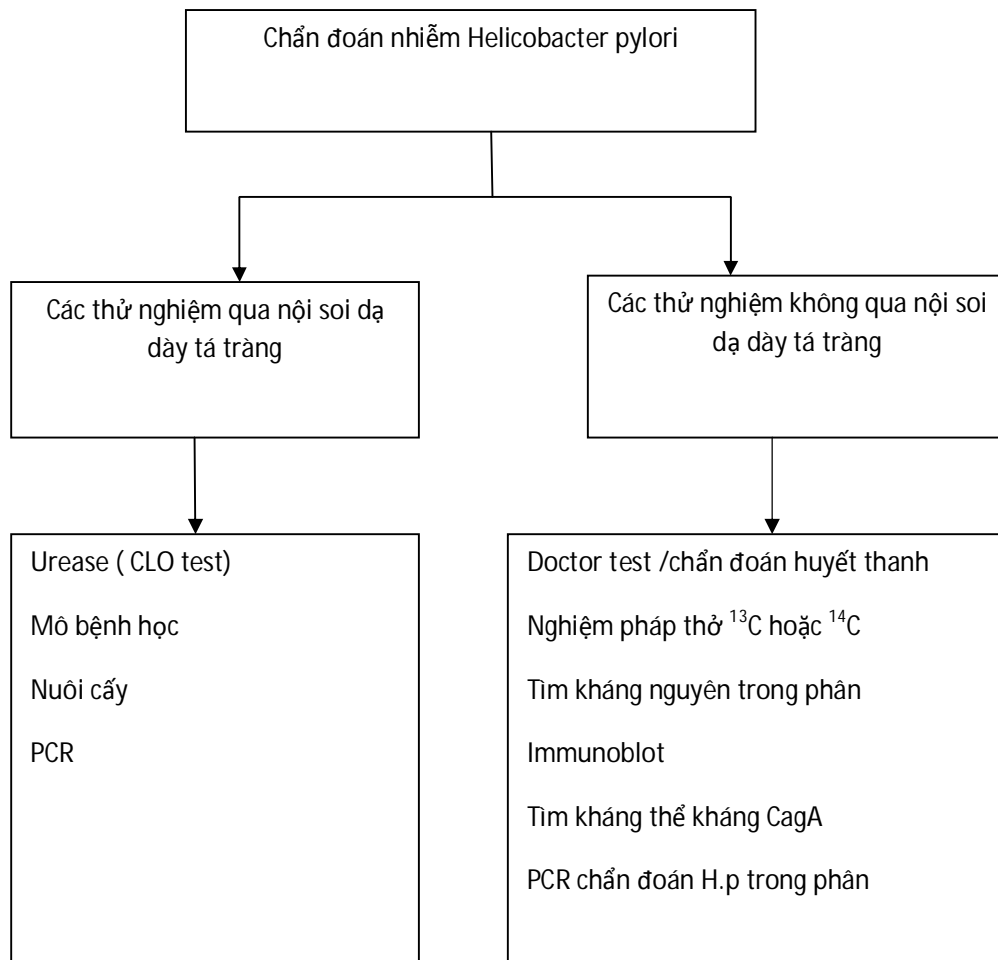 Chẩn đoán nhiễm Helicobacter pylori
Các thử nghiệm qua nội soi dạ
dày tá tràng
Các thử nghiệm không qua nội soi
dạ dày tá tràng
Urease ( CLO test)
Mô bệnh học
Nuôi cấy
PCR
Doctor test /chẩn đoán huyết thanh
Nghiệm pháp thở ¹³C hoặc ¹⁴C
Tìm kháng nguyên trong phân
Immunoblot
Tìm kháng thể kháng CagA
PCR chẩn đoán H.p trong phân